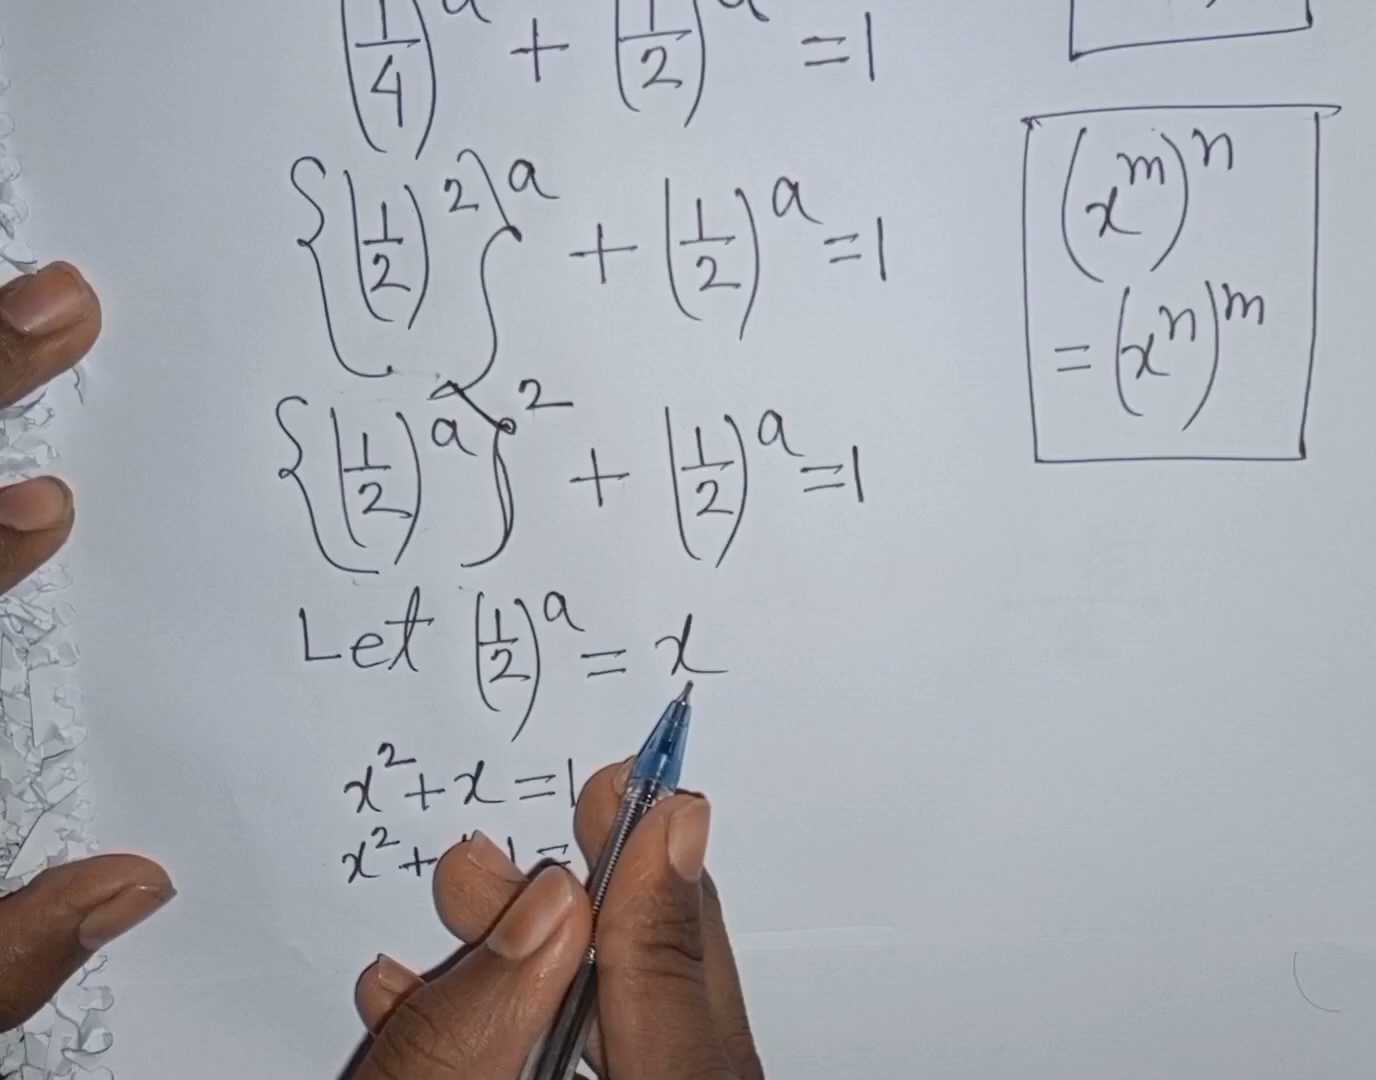 (1/4)^a + (1/2)^a = 1
{(1/2)^2}^a + (1/2)^a = 1
{(1/2)^a}^2 + (1/2)^a = 1
Let (1/2)^a = x
x^2 + x = 1
x^2 +
(x^m)^n
= (x^n)^m